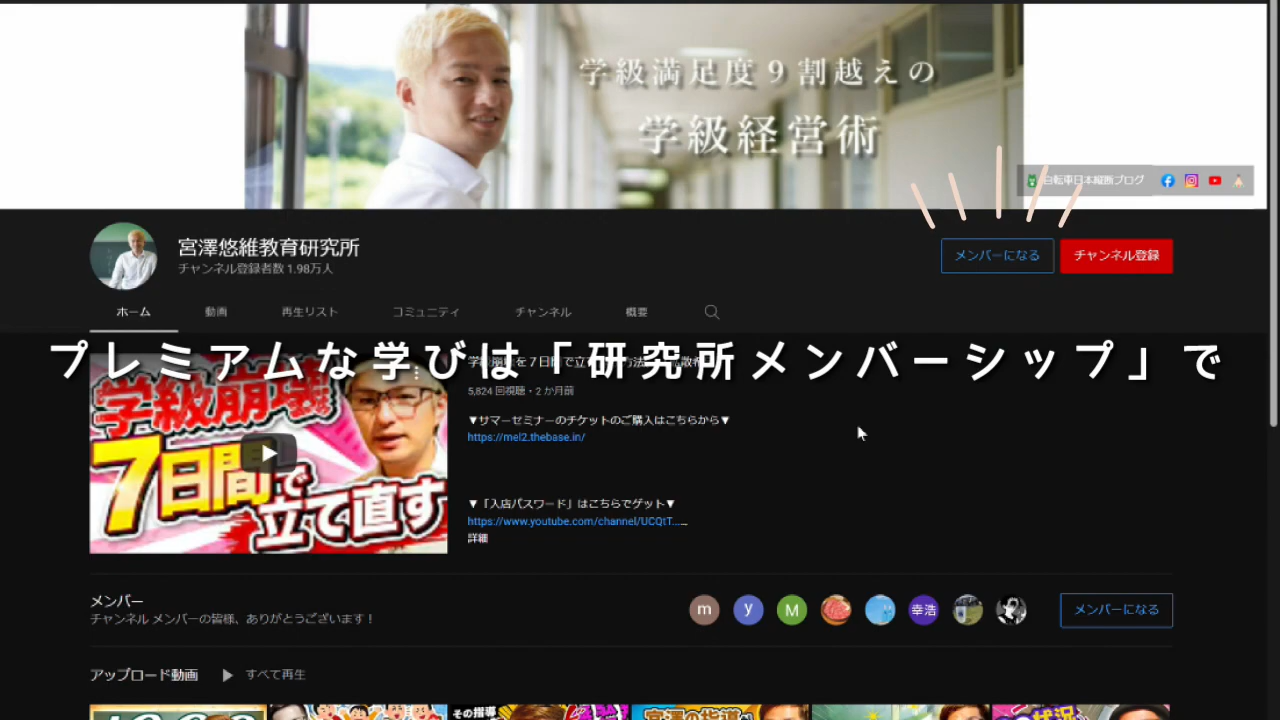 学級満足度９割越えの
学級経営術
自転車日本縦断ブログ
宮澤悠維教育研究所
チャンネル登録者数 1.98万人
メンバーになる
チャンネル登録
ホーム
動画
再生リスト
コミュニティ
チャンネル
概要
プレミアムな学びは「研究所メンバーシップ」で
5,824 回視聴・2 か月前
▼サマーセミナーのチケットのご購入はこちらから▼
https://mel2.thebase.in/
▼「入店パスワード」はこちらでゲット▼
https://www.youtube.com/channel/UCQtT...
詳細
学級崩壊
7日間で
立て直す
メンバー
チャンネル メンバーの皆様、ありがとうございます！
m
y
M
幸浩
メンバーになる
アップロード動画
すべて再生
その指導